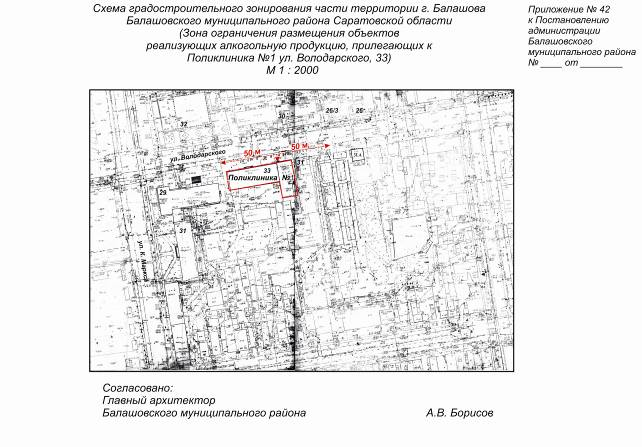 Схема градостроительного зонирования части территории г. Балашова
Балашовского муниципального района Саратовской области
(Зона ограничения размещения объектов
реализующих алкогольную продукцию, прилегающих к
Поликлиника №1 ул. Володарского, 33)
М 1 : 2000
Приложение № 42
к Постановлению
администрации
Балашовского
муниципального района
№ ____ от ________
32
30
26/3
26
ул. Володарского
50 м
50 м
31
33
Поликлиника №1
29
31
ул. К. Маркса
Согласовано:
Главный архитектор
Балашовского муниципального района
А.В. Борисов